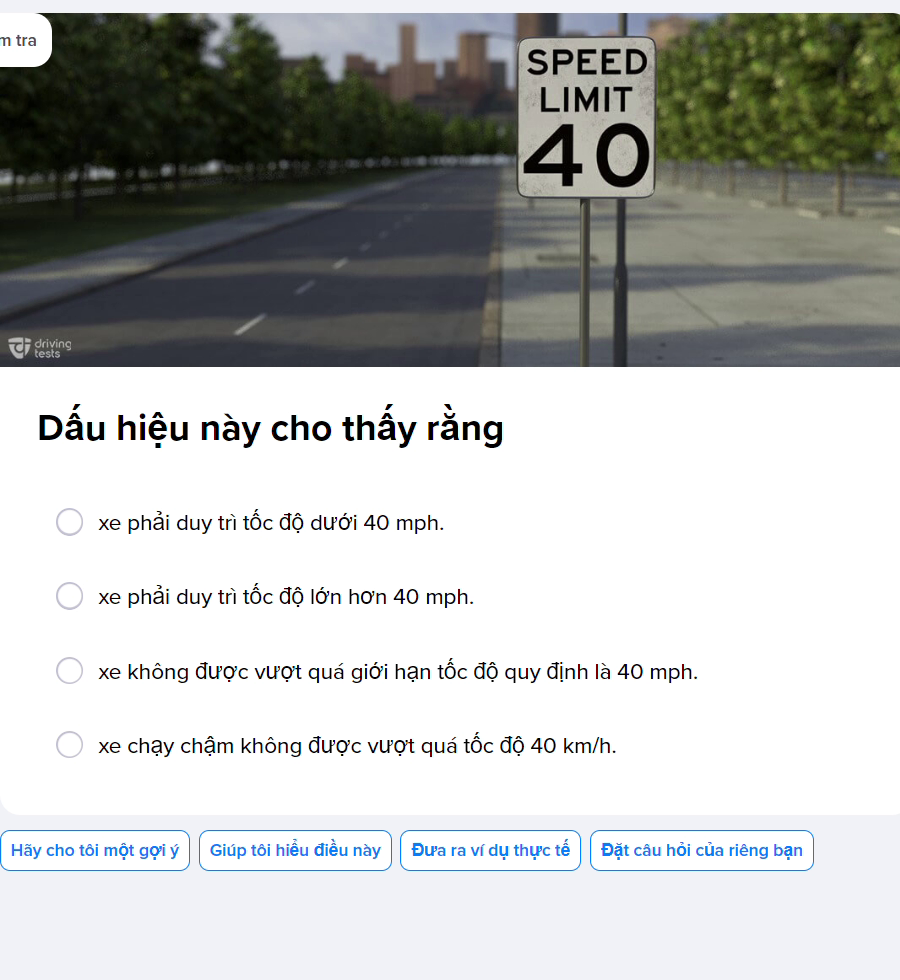 m tra
SPEED
LIMIT
40
driving
tests
Dấu hiệu này cho thấy rằng
xe phải duy trì tốc độ dưới 40 mph.
xe phải duy trì tốc độ lớn hơn 40 mph.
xe không được vượt quá giới hạn tốc độ quy định là 40 mph.
xe chạy chậm không được vượt quá tốc độ 40 km/h.
Hãy cho tôi một gợi ý
Giúp tôi hiểu điều này
Đưa ra ví dụ thực tế
Đặt câu hỏi của riêng bạn